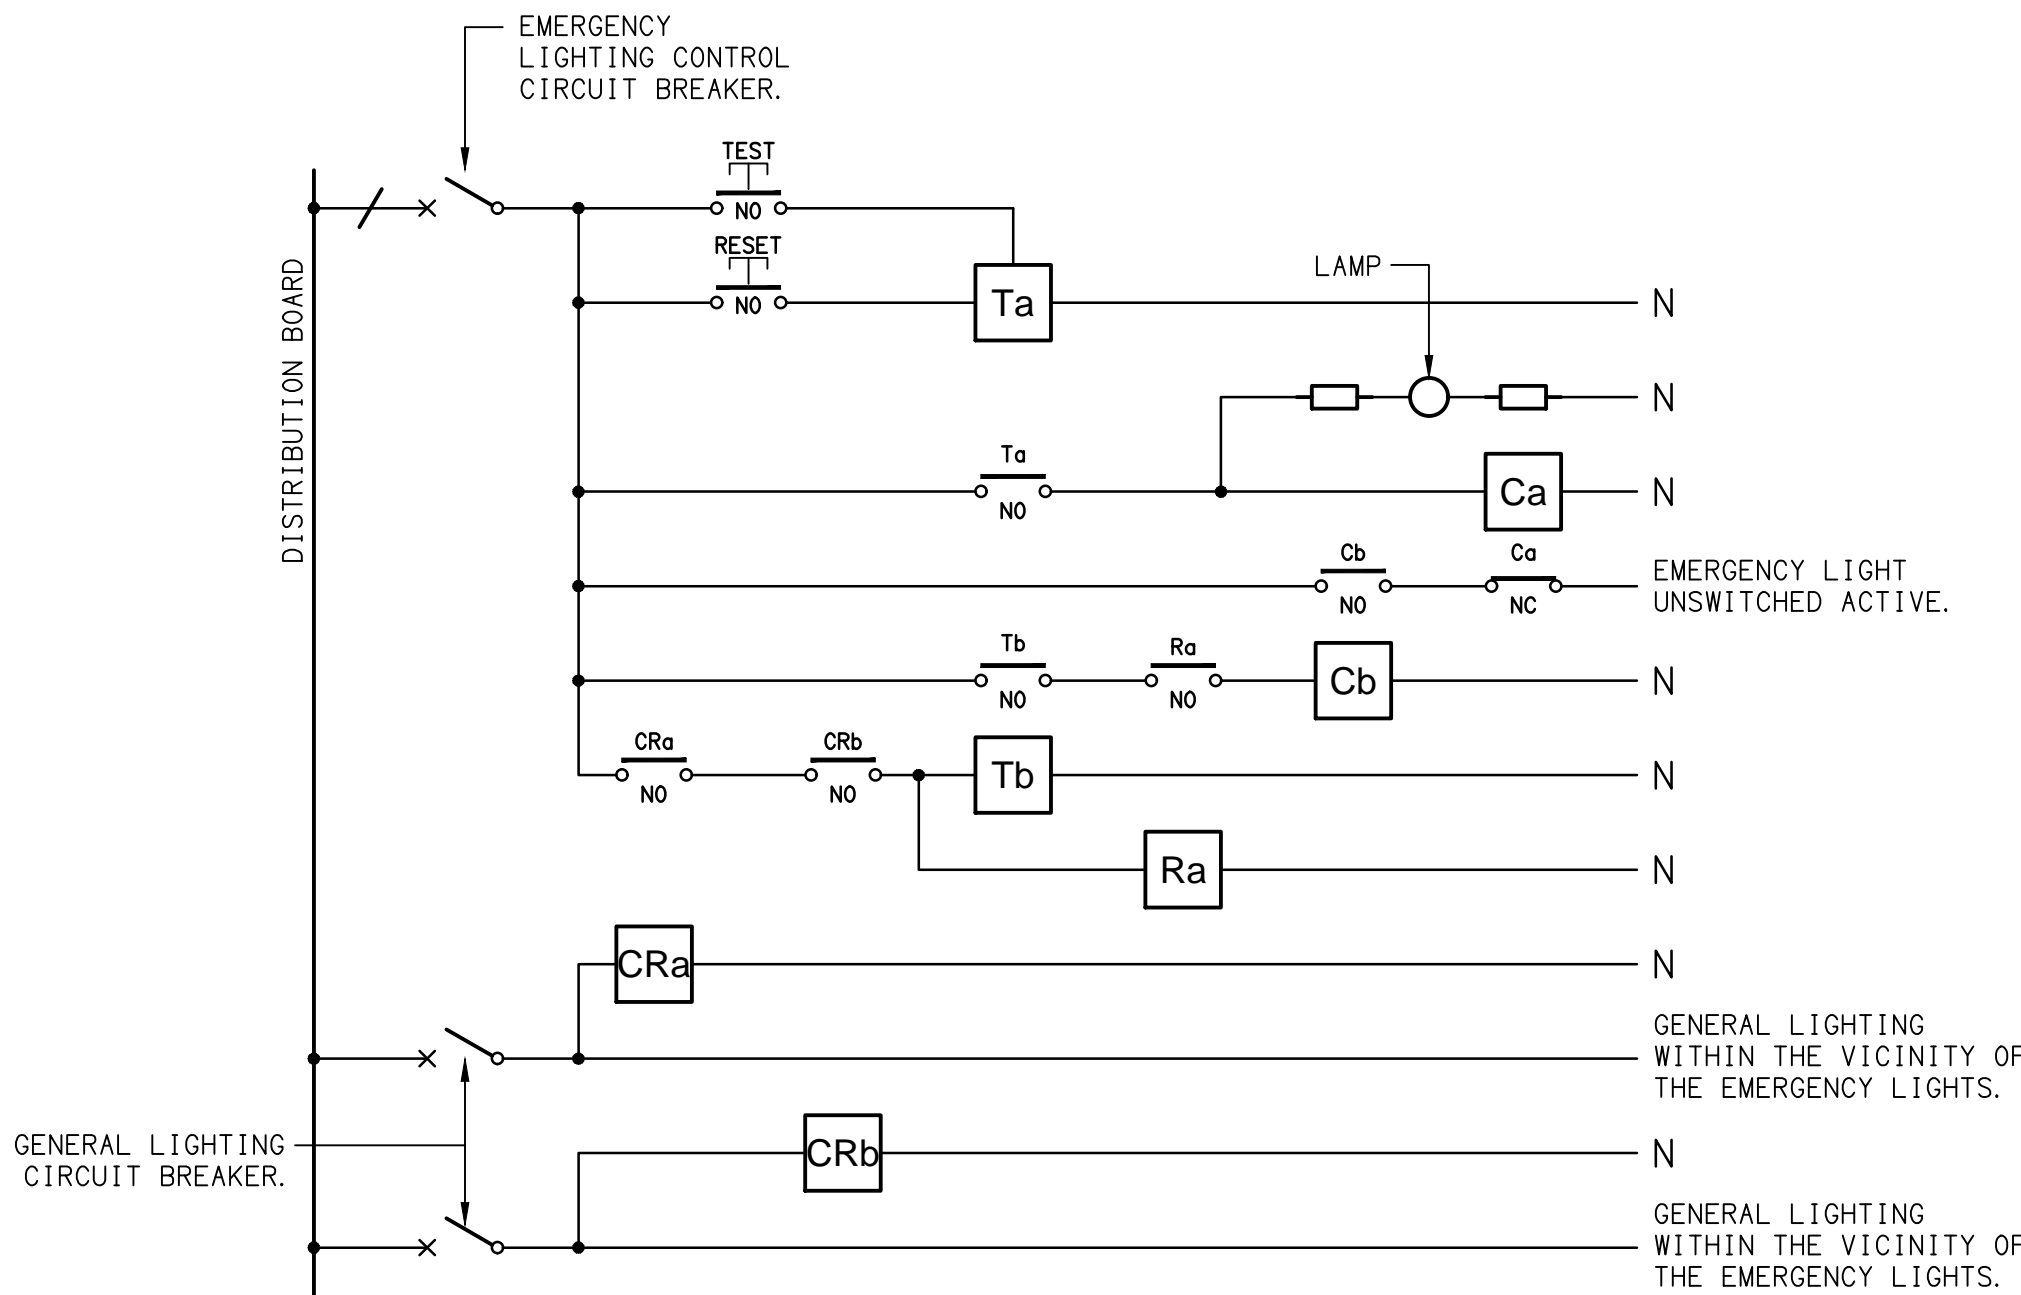 EMERGENCY
LIGHTING CONTROL
CIRCUIT BREAKER.
TEST
NO
RESET
NO
Ta
N
DISTRIBUTION BOARD
LAMP
N
Ta
NO
Ca
N
Cb
NO
Ca
NC
EMERGENCY LIGHT
UNSWITCHED ACTIVE.
Tb
NO
Ra
NO
Cb
N
CRa
NO
CRb
NO
Tb
N
Ra
N
CRa
N
GENERAL LIGHTING
WITHIN THE VICINITY OF
THE EMERGENCY LIGHTS.
GENERAL LIGHTING
CIRCUIT BREAKER.
CRb
N
GENERAL LIGHTING
WITHIN THE VICINITY OF
THE EMERGENCY LIGHTS.